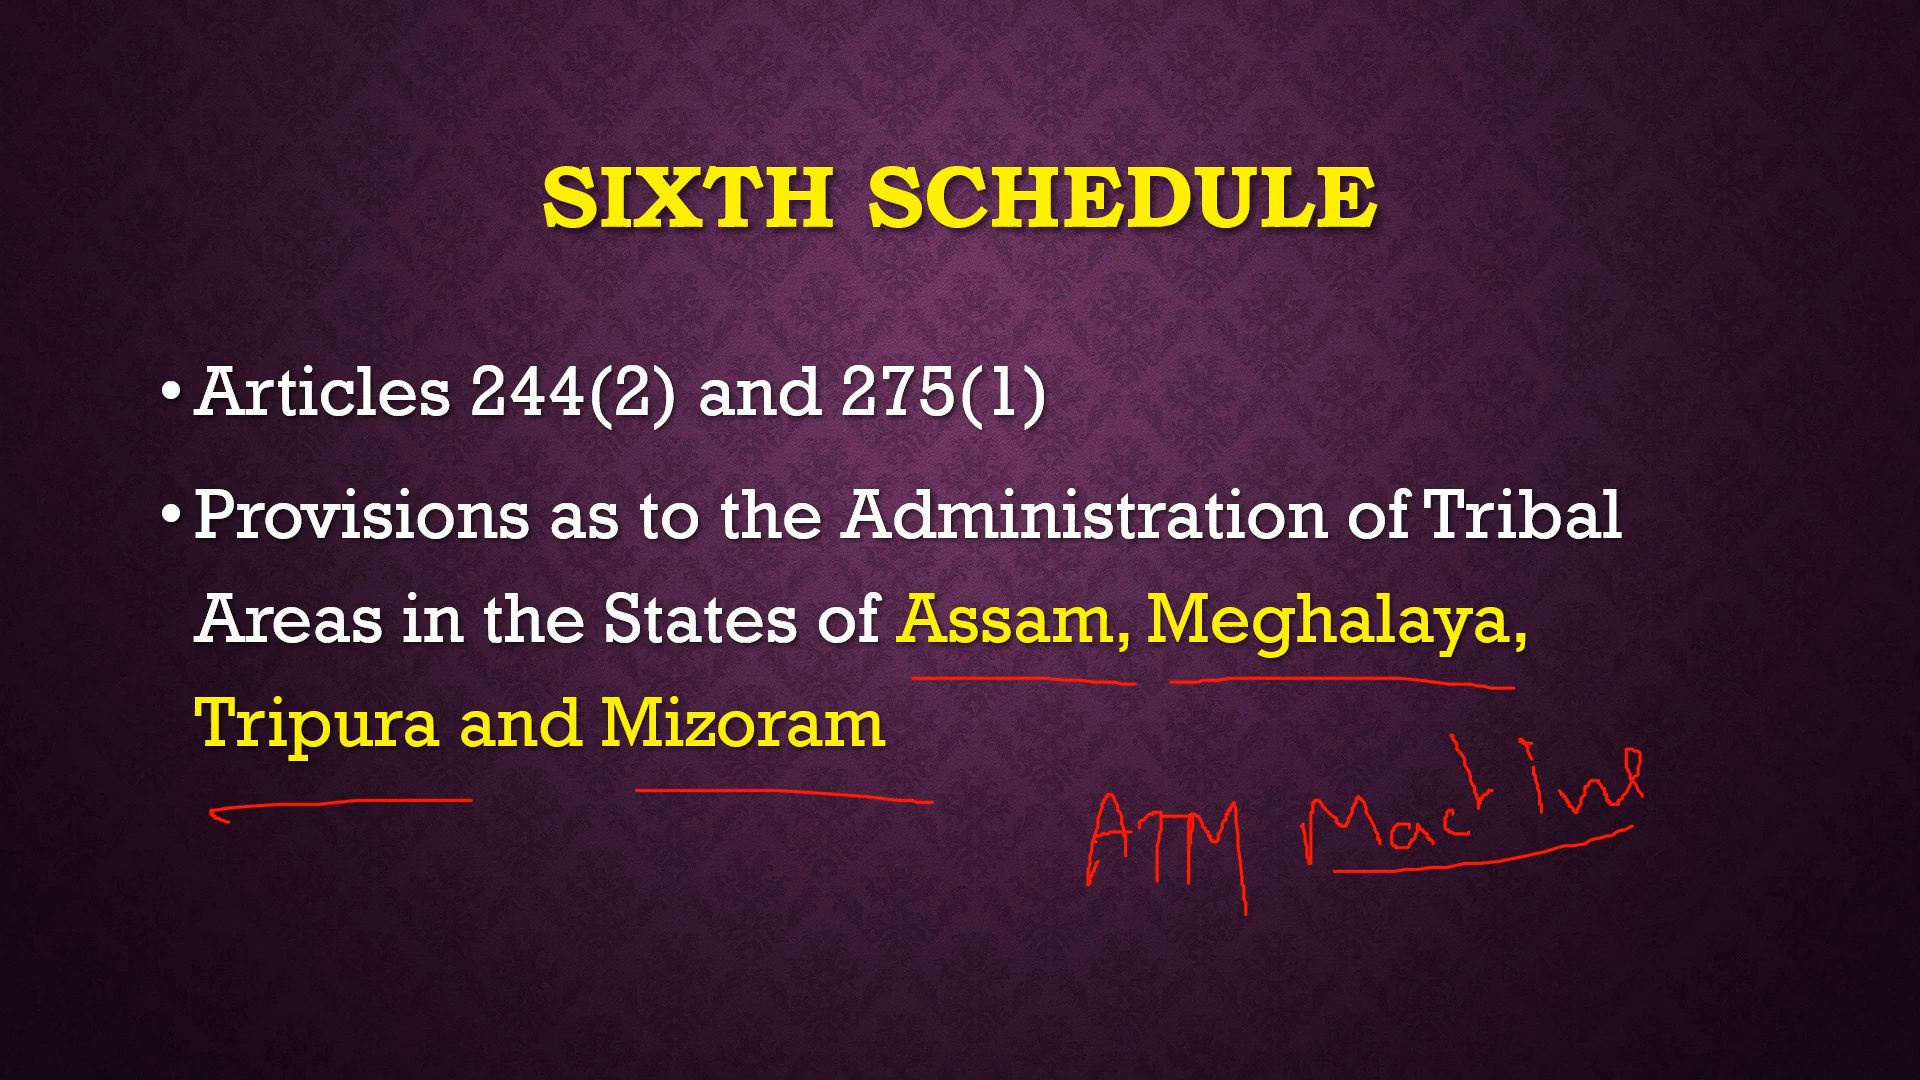 SIXTH SCHEDULE
• Articles 244(2) and 275(1)
• Provisions as to the Administration of Tribal
Areas in the States of Assam, Meghalaya,
Tripura and Mizoram
ATM Machine